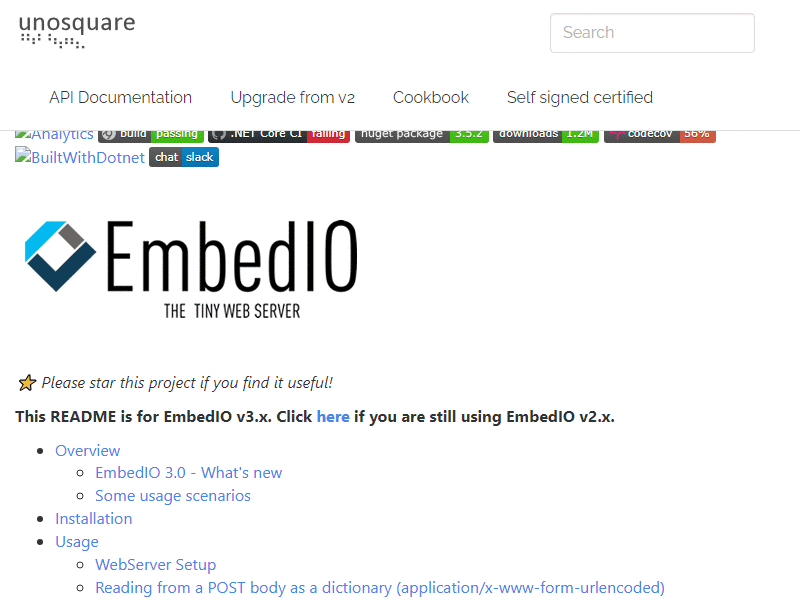 unosquare
Search
API Documentation Upgrade from v2 Cookbook Self signed certified
Analytics build passing .NET Core CI failing nuget package 3.5.2 downloads 1.2M codecov 56%
BuiltWithDotnet chat slack
EmbedIO
THE TINY WEB SERVER
Please star this project if you find it useful!
This README is for EmbedIO v3.x. Click here if you are still using EmbedIO v2.x.
Overview
EmbedIO 3.0 - What's new
Some usage scenarios
Installation
Usage
WebServer Setup
Reading from a POST body as a dictionary (application/x-www-form-urlencoded)